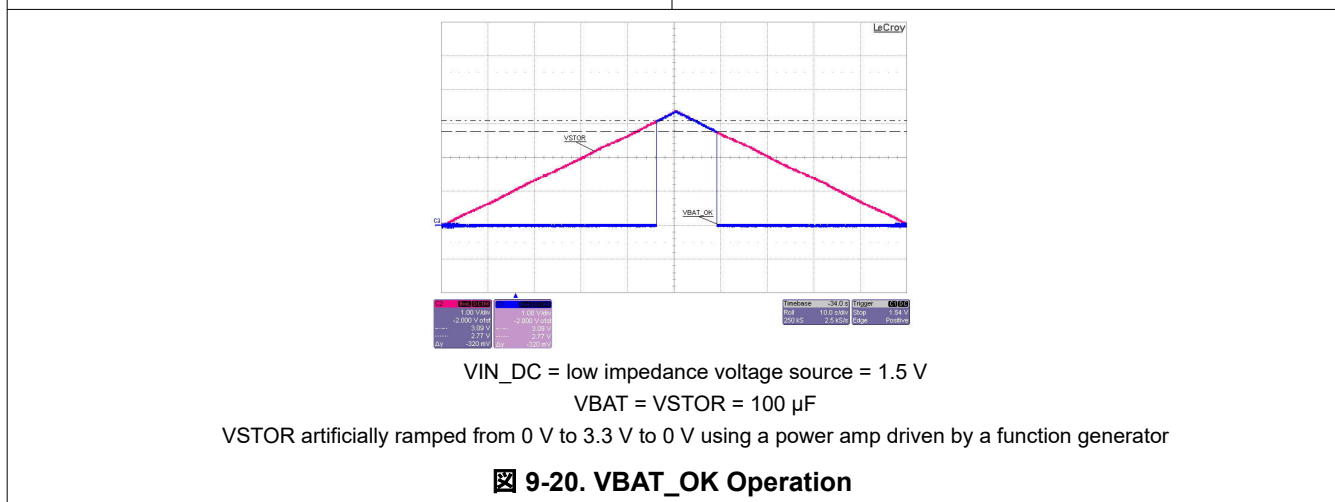 LeCroy
VSTOR
VBAT_OK
C3
1.00 V/div
-2.000 V ofst
3.09 V
2.77 V
Δy -320 mV
1.00 V/div
-2.000 V ofst
3.09 V
2.77 V
Δy -320 mV
Timebase -34.0 s
Roll 10.0 s/div
250 kS 2.5 kS/s
Trigger C1 DC
Stop 1.54 V
Edge Positive
VIN_DC = low impedance voltage source = 1.5 V
VBAT = VSTOR = 100 µF
VSTOR artificially ramped from 0 V to 3.3 V to 0 V using a power amp driven by a function generator
図 9-20. VBAT_OK Operation